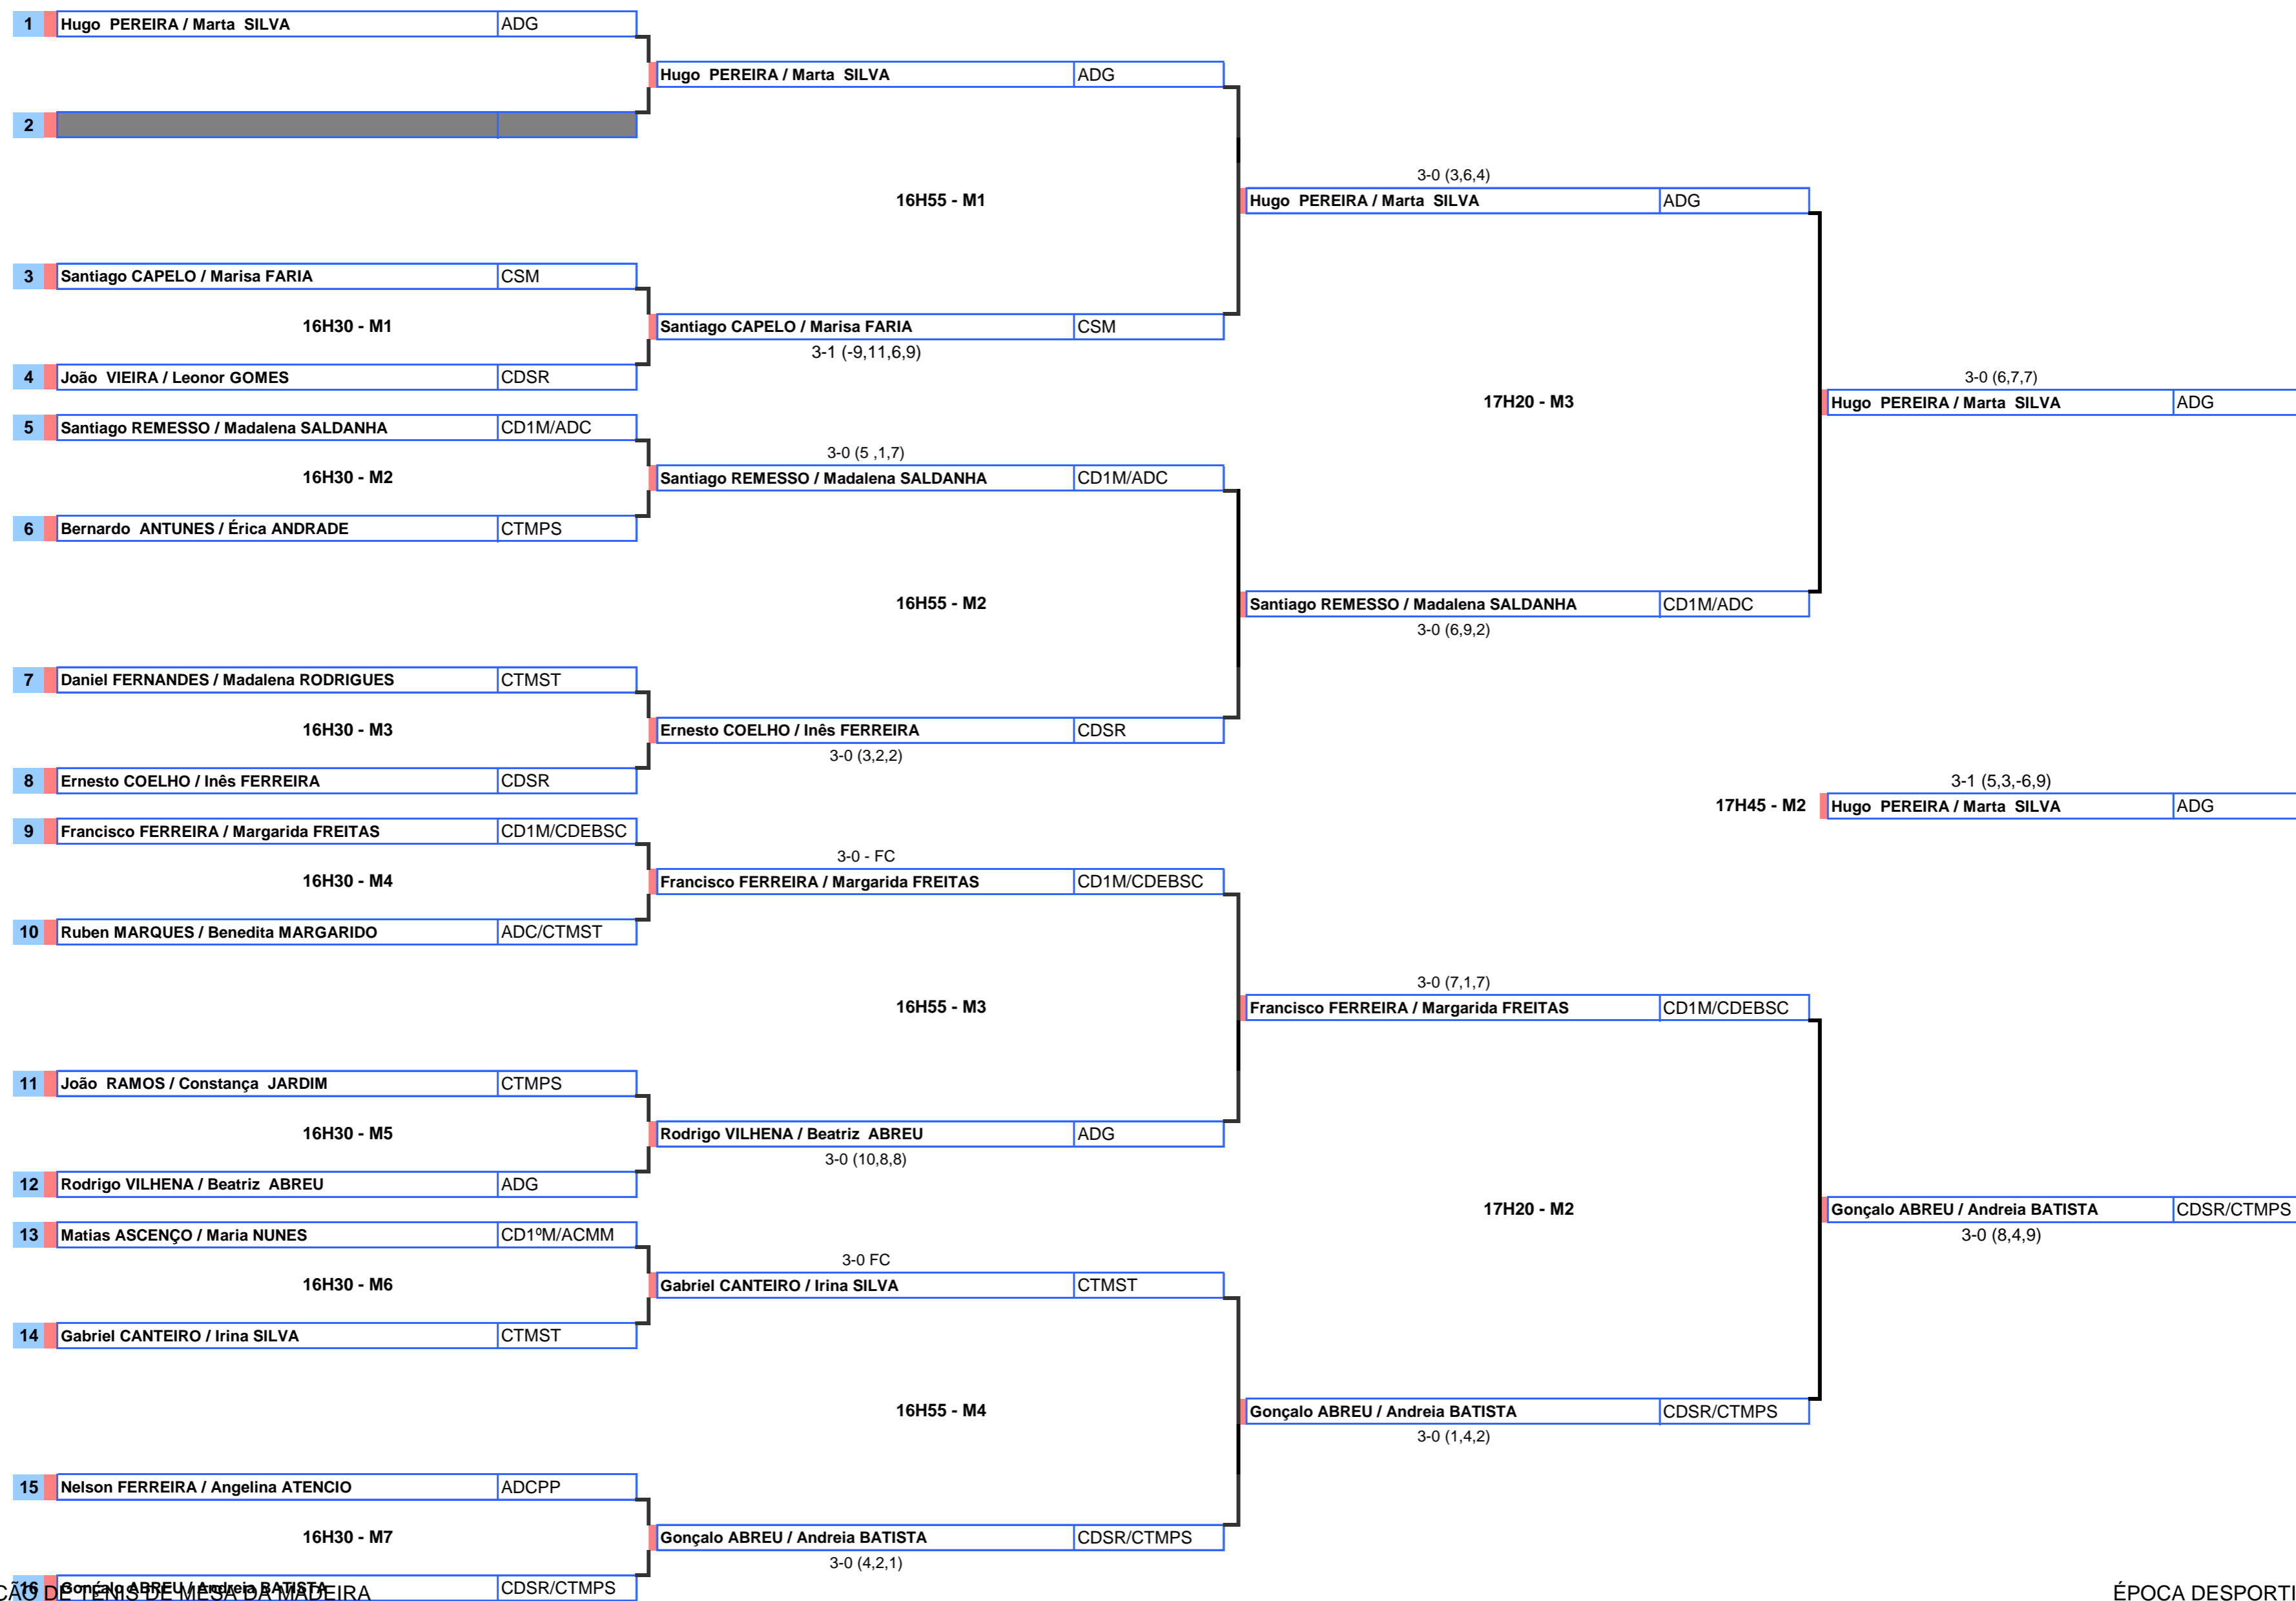 1 Hugo PEREIRA / Marta SILVA ADG
Hugo PEREIRA / Marta SILVA ADG
2
3-0 (3,6,4)
16H55 - M1
Hugo PEREIRA / Marta SILVA ADG
3 Santiago CAPELO / Marisa FARIA CSM
16H30 - M1
Santiago CAPELO / Marisa FARIA CSM
3-1 (-9,11,6,9)
4 João VIEIRA / Leonor GOMES CDSR
3-0 (6,7,7)
17H20 - M3
Hugo PEREIRA / Marta SILVA ADG
5 Santiago REMESSO / Madalena SALDANHA CD1M/ADC
3-0 (5 ,1,7)
16H30 - M2
Santiago REMESSO / Madalena SALDANHA CD1M/ADC
6 Bernardo ANTUNES / Érica ANDRADE CTMPS
16H55 - M2
Santiago REMESSO / Madalena SALDANHA CD1M/ADC
3-0 (6,9,2)
7 Daniel FERNANDES / Madalena RODRIGUES CTMST
16H30 - M3
Ernesto COELHO / Inês FERREIRA CDSR
3-0 (3,2,2)
8 Ernesto COELHO / Inês FERREIRA CDSR
3-1 (5,3,-6,9)
17H45 - M2
Hugo PEREIRA / Marta SILVA ADG
9 Francisco FERREIRA / Margarida FREITAS CD1M/CDEBSC
3-0 - FC
16H30 - M4
Francisco FERREIRA / Margarida FREITAS CD1M/CDEBSC
10 Ruben MARQUES / Benedita MARGARIDO ADC/CTMST
3-0 (7,1,7)
16H55 - M3
Francisco FERREIRA / Margarida FREITAS CD1M/CDEBSC
11 João RAMOS / Constança JARDIM CTMPS
16H30 - M5
Rodrigo VILHENA / Beatriz ABREU ADG
3-0 (10,8,8)
12 Rodrigo VILHENA / Beatriz ABREU ADG
17H20 - M2
Gonçalo ABREU / Andreia BATISTA CDSR/CTMPS
3-0 (8,4,9)
13 Matias ASCENÇO / Maria NUNES CD1ºM/ACMM
3-0 FC
16H30 - M6
Gabriel CANTEIRO / Irina SILVA CTMST
14 Gabriel CANTEIRO / Irina SILVA CTMST
16H55 - M4
Gonçalo ABREU / Andreia BATISTA CDSR/CTMPS
3-0 (1,4,2)
15 Nelson FERREIRA / Angelina ATENCIO ADCPP
16H30 - M7
Gonçalo ABREU / Andreia BATISTA CDSR/CTMPS
3-0 (4,2,1)
16 Gonçalo ABREU / Andreia BATISTA CDSR/CTMPS
ÇÃO DE TÉNIS DE MESA DA MADEIRA
ÉPOCA DESPORTI